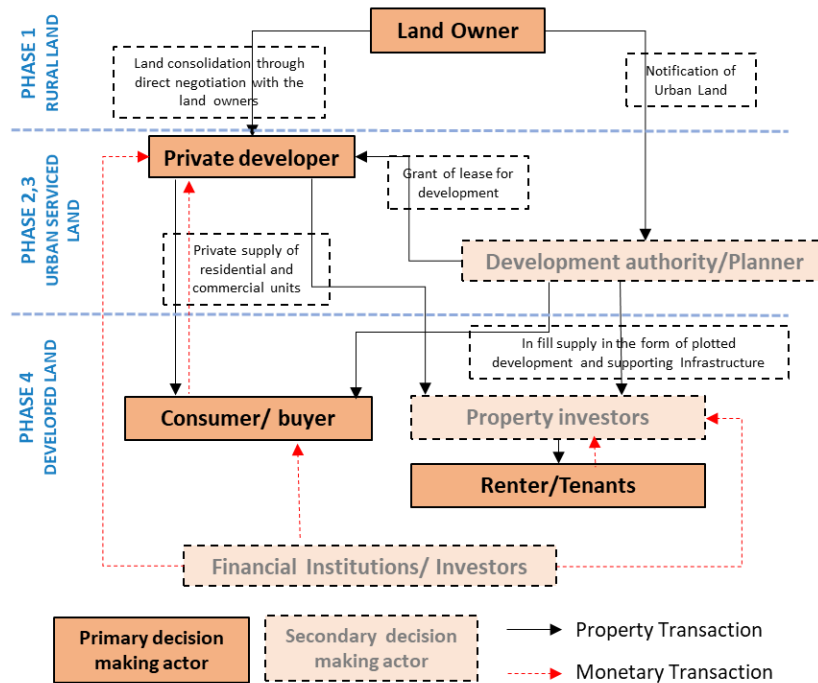 PHASE 1
RURAL LAND
Land Owner
Land consolidation through
direct negotiation with the
land owners
Notification of
Urban Land
PHASE 2,3
URBAN SERVICED
LAND
Private developer
Grant of lease for
development
Private supply of
residential and
commercial units
Development authority/Planner
PHASE 4
DEVELOPED LAND
In fill supply in the form of plotted
development and supporting Infrastructure
Consumer/ buyer
Property investors
Renter/Tenants
Financial Institutions/ Investors
Primary decision
making actor
Secondary decision
making actor
Property Transaction
Monetary Transaction